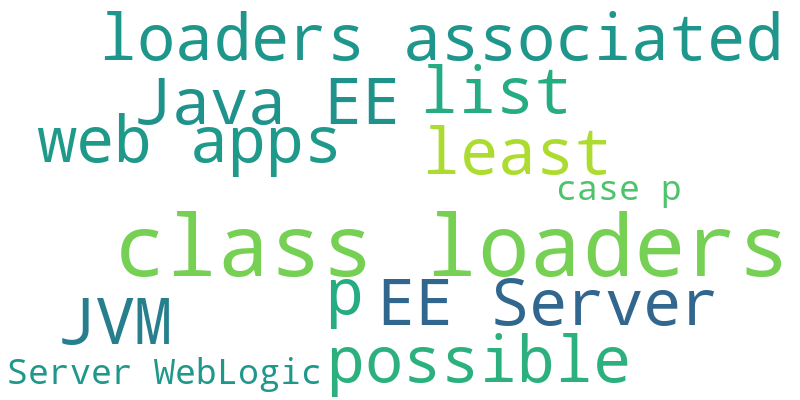 loaders associated
Java EE list
web apps least
case p
class loaders
p EE Server
JVM
Server WebLogic possible